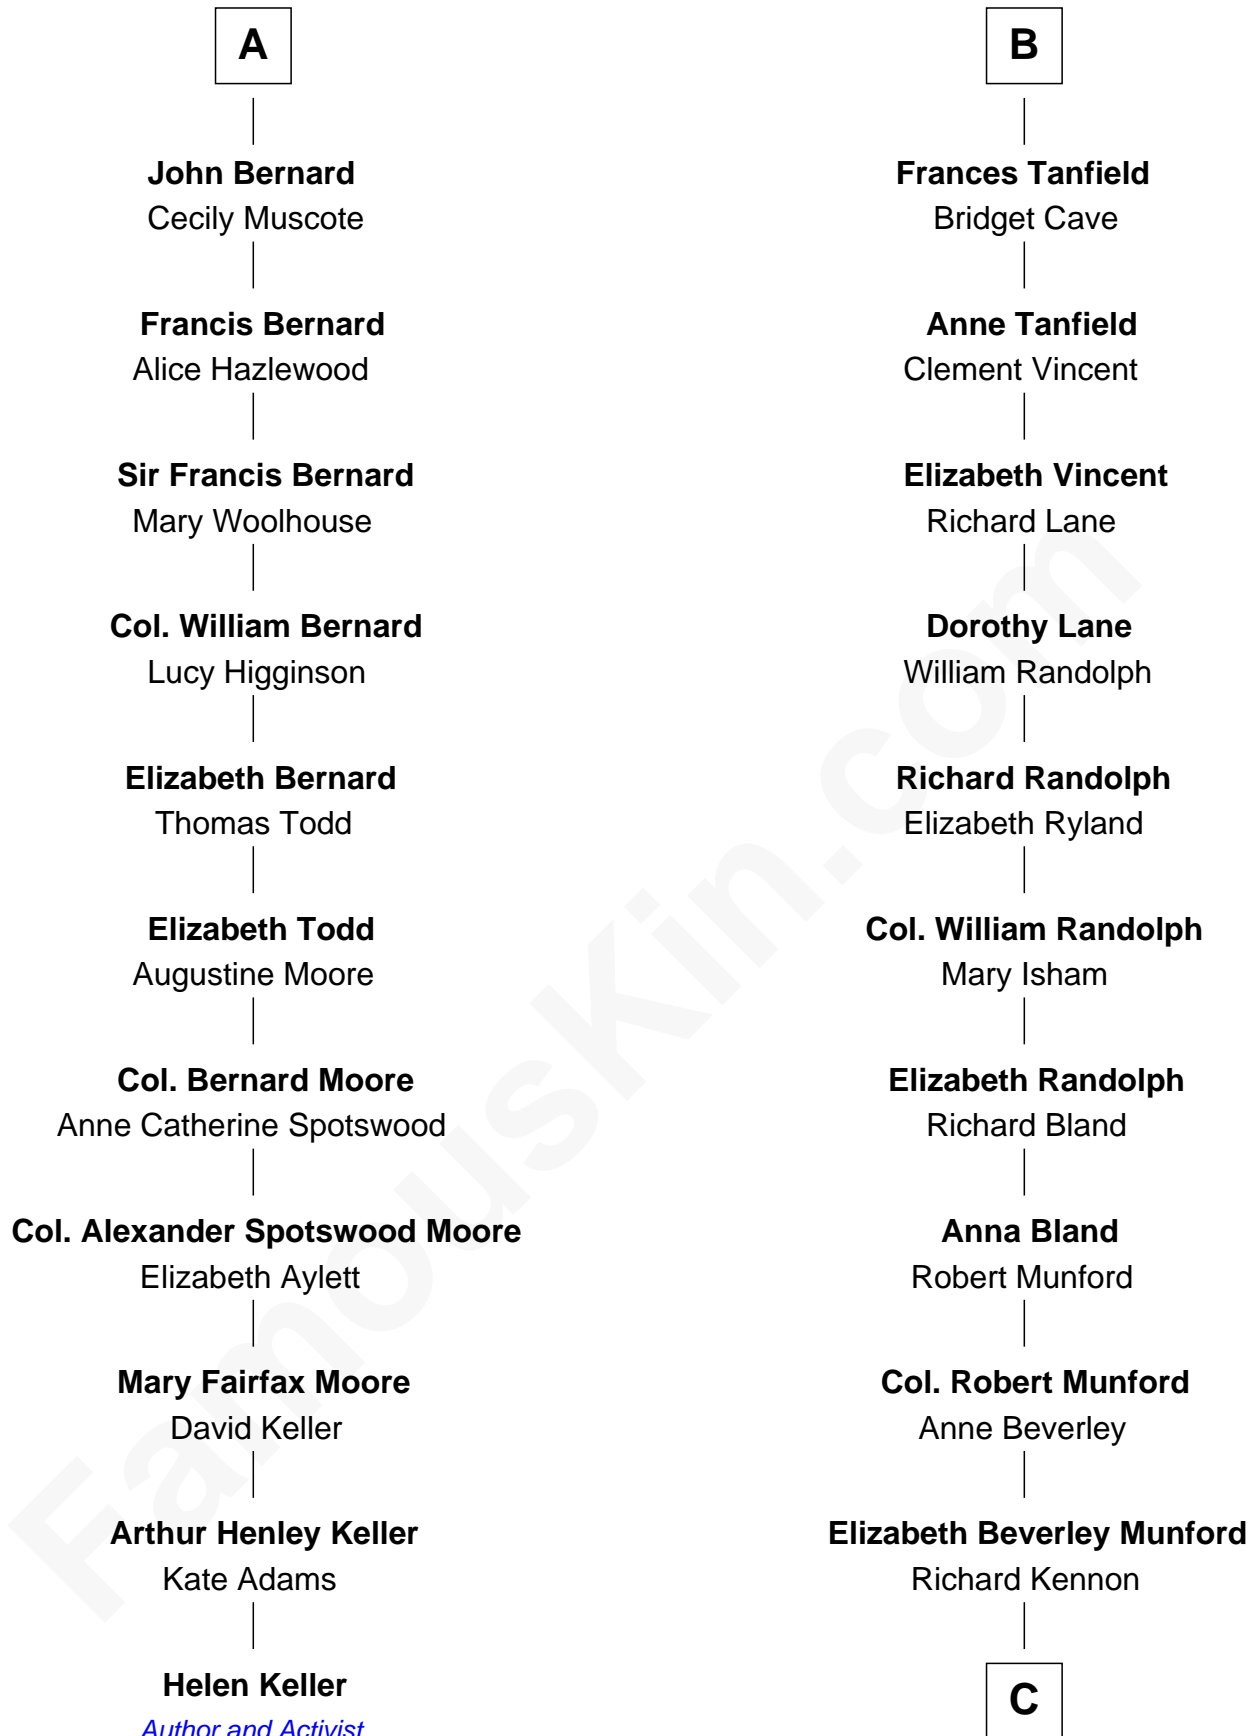 A
John Bernard
Cecily Muscote
Francis Bernard
Alice Hazlewood
Sir Francis Bernard
Mary Woolhouse
Col. William Bernard
Lucy Higginson
Elizabeth Bernard
Thomas Todd
Elizabeth Todd
Augustine Moore
Col. Bernard Moore
Anne Catherine Spotswood
Col. Alexander Spotswood Moore
Elizabeth Aylett
Mary Fairfax Moore
David Keller
Arthur Henley Keller
Kate Adams
Helen Keller
Author and Activist
B
Frances Tanfield
Bridget Cave
Anne Tanfield
Clement Vincent
Elizabeth Vincent
Richard Lane
Dorothy Lane
William Randolph
Richard Randolph
Elizabeth Ryland
Col. William Randolph
Mary Isham
Elizabeth Randolph
Richard Bland
Anna Bland
Robert Munford
Col. Robert Munford
Anne Beverley
Elizabeth Beverley Munford
Richard Kennon
C
FamousKin.com